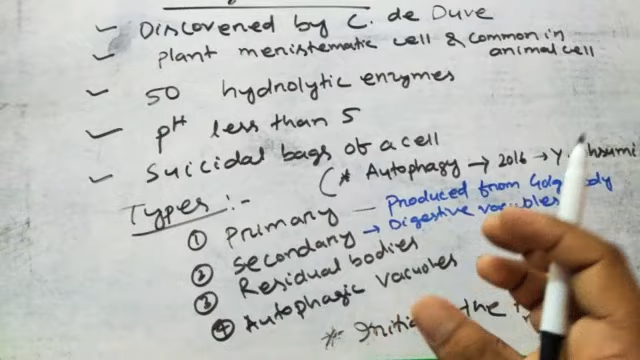 Discovered by C. de Duve
plant meristematic cell & common in
animal cell
50 hydrolytic enzymes
pH less than 5
Suicidal bags of a cell
(* Autophagy → 2016 → Y.
Types :-
① Primary — Produced from Golgi body
② Secondary → Digestive vacuoles
③ Residual bodies
④ Autophagic vacuoles
* the